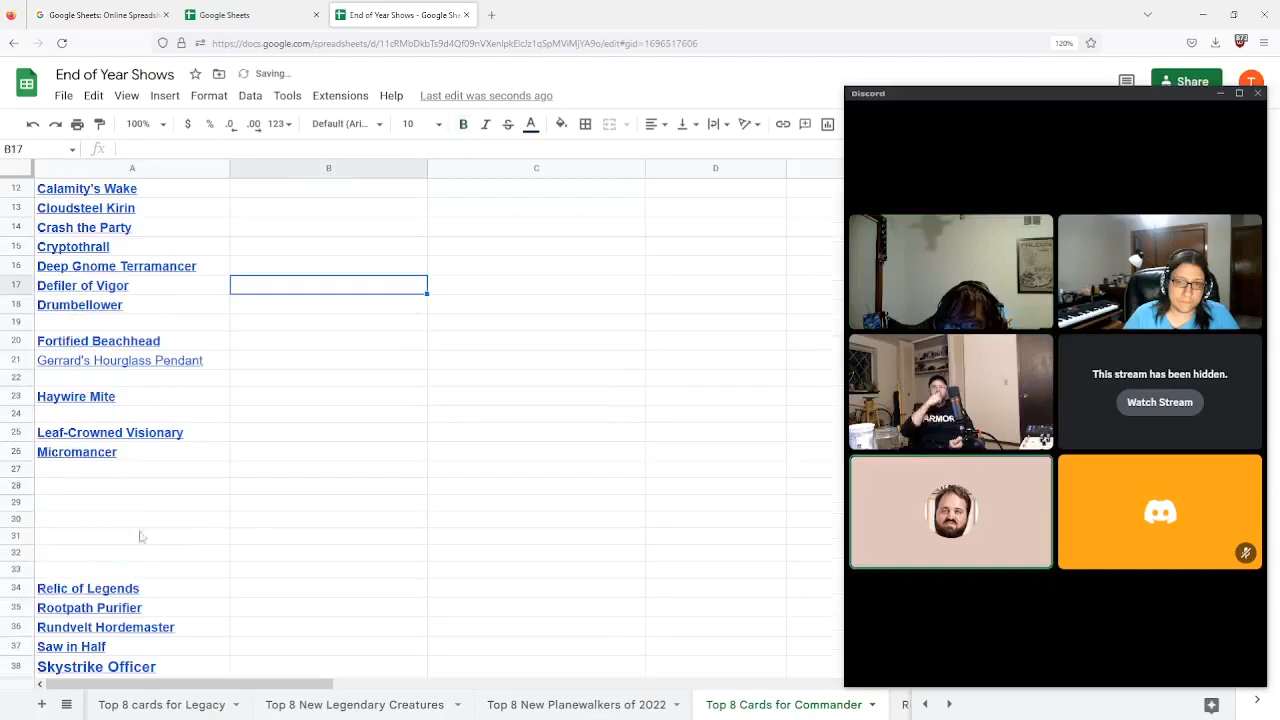 Google Sheets: Online Spreadsh
Google Sheets
End of Year Shows - Google She
https://docs.google.com/spreadsheets/d/11cRMbDkbTs9d4Qf09nVXenIpkElcJz1qSpMViMjYA9o/edit#gid=1696517606
120%
End of Year Shows
Saving...
File Edit View Insert Format Data Tools Extensions Help Last edit was seconds ago
Share
T
100% $ % .0 .00 123 Default (Ari... 10 B I S A
B17 fx
A B C D
12 Calamity's Wake
13 Cloudsteel Kirin
14 Crash the Party
15 Cryptothrall
16 Deep Gnome Terramancer
17 Defiler of Vigor
18 Drumbellower
19
20 Fortified Beachhead
21 Gerrard's Hourglass Pendant
22
23 Haywire Mite
24
25 Leaf-Crowned Visionary
26 Micromancer
27
28
29
30
31
32
33
34 Relic of Legends
35 Rootpath Purifier
36 Rundvelt Hordemaster
37 Saw in Half
38 Skystrike Officer
Discord
FALCON
ARMOR
This stream has been hidden.
Watch Stream
Top 8 cards for Legacy Top 8 New Legendary Creatures Top 8 New Planewalkers of 2022 Top 8 Cards for Commander